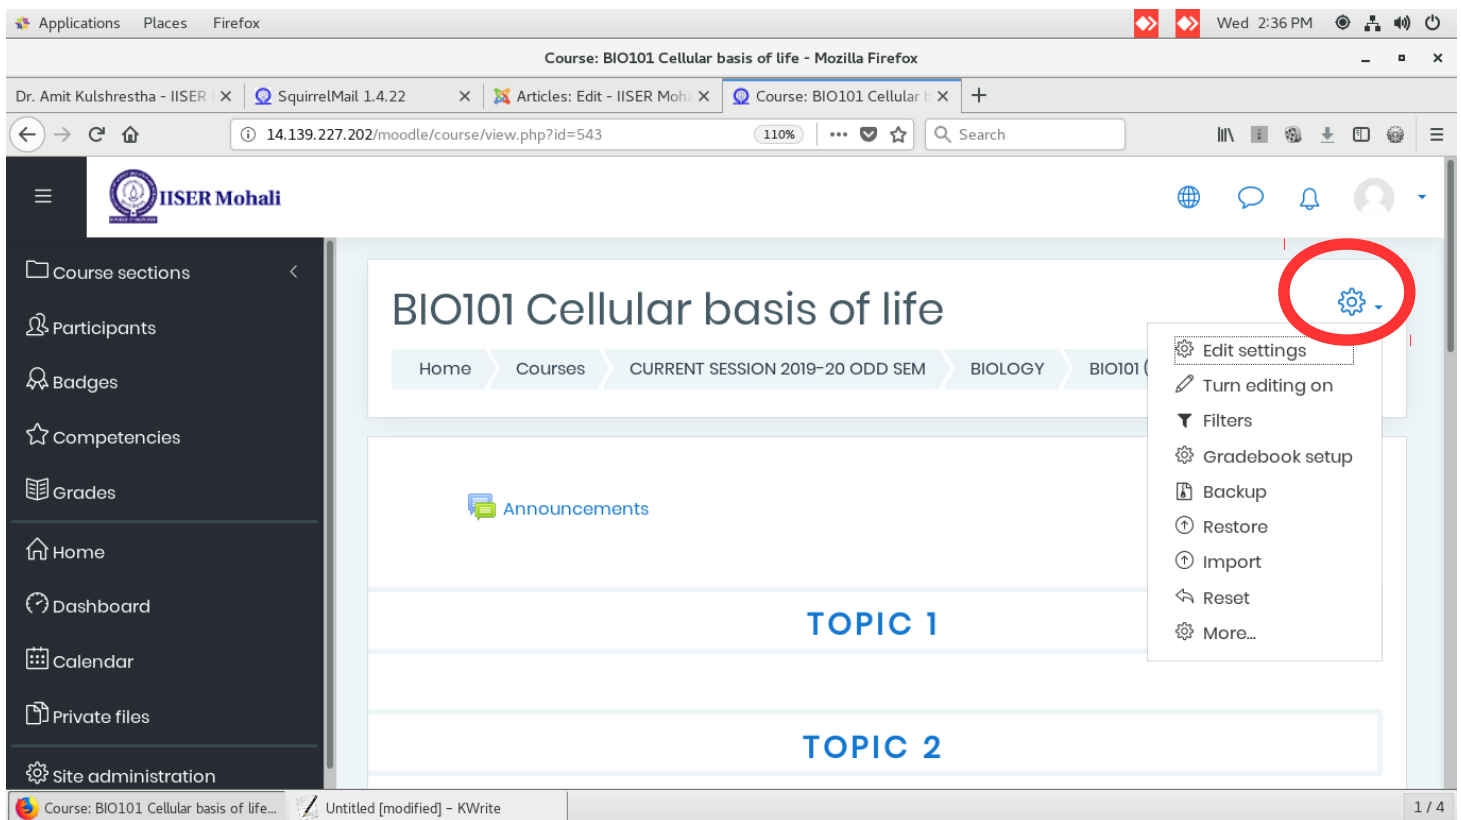 Applications Places Firefox Wed 2:36 PM
Course: BIO101 Cellular basis of life - Mozilla Firefox
Dr. Amit Kulshrestha - IISER SquirrelMail 1.4.22 Articles: Edit - IISER Moha Course: BIO101 Cellular b
14.139.227.202/moodle/course/view.php?id=543 110% Search
IISER Mohali
Course sections
Participants
Badges
Competencies
Grades
Home
Dashboard
Calendar
Private files
Site administration
BIO101 Cellular basis of life
Home Courses CURRENT SESSION 2019-20 ODD SEM BIOLOGY BIO101 (
Edit settings
Turn editing on
Filters
Gradebook setup
Backup
Restore
Import
Reset
More...
Announcements
TOPIC 1
TOPIC 2
Course: BIO101 Cellular basis of life... Untitled [modified] - KWrite 1 / 4